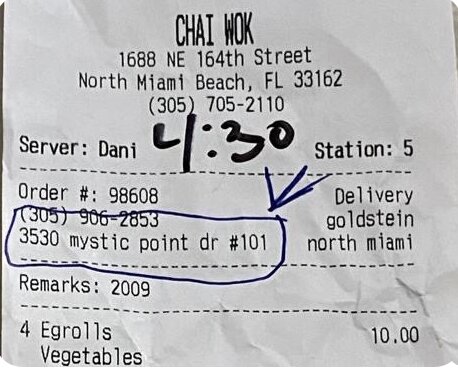 CHAI WOK
1688 NE 164th Street
North Miami Beach, FL 33162
(305) 705-2110
4:30
Server: Dani Station: 5
Order #: 98608 Delivery
(305) 906-2853 goldstein
3530 mystic point dr #101 north miami
Remarks: 2009
4 Egrolls 10.00
Vegetables